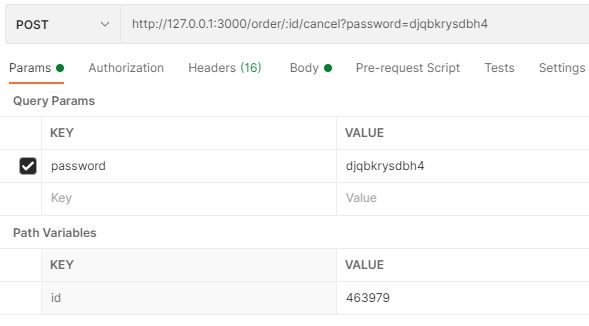 POST http://127.0.0.1:3000/order/:id/cancel?password=djqbkrysdbh4
Params Authorization Headers (16) Body Pre-request Script Tests Settings
Query Params
KEY VALUE
password djqbkrysdbh4
Key Value
Path Variables
KEY VALUE
id 463979